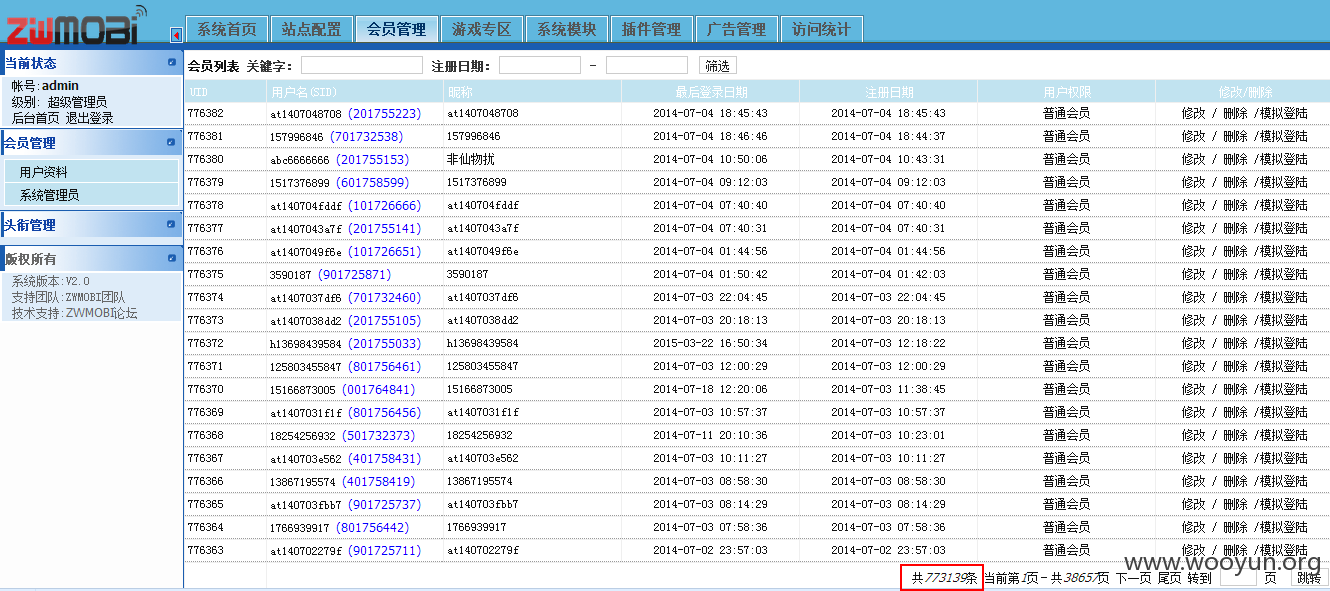 ZWMOBI 系统首页 站点配置 会员管理 游戏专区 系统模块 插件管理 广告管理 访问统计
当前状态
帐号:admin
级别: 超级管理员
后台首页 退出登录
会员管理
用户资料
系统管理员
头衔管理
版权所有
系统版本:V2.0
支持团队:ZWMOBI团队
技术支持:ZWMOBI论坛
会员列表 关键字: 注册日期: - 筛选
UID 用户名(SID) 昵称 最后登录日期 注册日期 用户权限 修改/删除
776382 at1407048708 (201755223) at1407048708 2014-07-04 18:45:43 2014-07-04 18:45:43 普通会员 修改 / 删除 /模拟登陆
776381 157996846 (701732538) 157996846 2014-07-04 18:46:46 2014-07-04 18:44:37 普通会员 修改 / 删除 /模拟登陆
776380 abc6666666 (201755153) 非仙物扰 2014-07-04 10:50:06 2014-07-04 10:43:31 普通会员 修改 / 删除 /模拟登陆
776379 1517376899 (601758599) 1517376899 2014-07-04 09:12:03 2014-07-04 09:12:03 普通会员 修改 / 删除 /模拟登陆
776378 at140704fddf (101726666) at140704fddf 2014-07-04 07:40:40 2014-07-04 07:40:40 普通会员 修改 / 删除 /模拟登陆
776377 at1407043a7f (201755141) at1407043a7f 2014-07-04 07:40:31 2014-07-04 07:40:31 普通会员 修改 / 删除 /模拟登陆
776376 at1407049f6e (101726651) at1407049f6e 2014-07-04 01:44:56 2014-07-04 01:44:56 普通会员 修改 / 删除 /模拟登陆
776375 3590187 (901725871) 3590187 2014-07-04 01:50:42 2014-07-04 01:42:03 普通会员 修改 / 删除 /模拟登陆
776374 at1407037df6 (701732460) at1407037df6 2014-07-03 22:04:45 2014-07-03 22:04:45 普通会员 修改 / 删除 /模拟登陆
776373 at1407038dd2 (201755105) at1407038dd2 2014-07-03 20:18:13 2014-07-03 20:18:13 普通会员 修改 / 删除 /模拟登陆
776372 h13698439584 (201755033) h13698439584 2015-03-22 16:50:34 2014-07-03 12:18:22 普通会员 修改 / 删除 /模拟登陆
776371 125803455847 (801756461) 125803455847 2014-07-03 12:00:29 2014-07-03 12:00:29 普通会员 修改 / 删除 /模拟登陆
776370 15166873005 (001764841) 15166873005 2014-07-18 12:20:06 2014-07-03 11:38:45 普通会员 修改 / 删除 /模拟登陆
776369 at1407031f1f (801756456) at1407031f1f 2014-07-03 10:57:37 2014-07-03 10:57:37 普通会员 修改 / 删除 /模拟登陆
776368 18254256932 (501732373) 18254256932 2014-07-11 20:10:36 2014-07-03 10:23:01 普通会员 修改 / 删除 /模拟登陆
776367 at140703e562 (401758431) at140703e562 2014-07-03 10:11:27 2014-07-03 10:11:27 普通会员 修改 / 删除 /模拟登陆
776366 13867195574 (401758419) 13867195574 2014-07-03 08:58:30 2014-07-03 08:58:30 普通会员 修改 / 删除 /模拟登陆
776365 at140703fbb7 (901725737) at140703fbb7 2014-07-03 08:14:29 2014-07-03 08:14:29 普通会员 修改 / 删除 /模拟登陆
776364 1766939917 (801756442) 1766939917 2014-07-03 07:58:36 2014-07-03 07:58:36 普通会员 修改 / 删除 /模拟登陆
776363 at140702279f (901725711) at140702279f 2014-07-02 23:57:03 2014-07-02 23:57:03 普通会员 修改 / 删除 /模拟登陆
www.wooyun.org
共773139条 当前第1页-共38657页 下一页 尾页 转到 页 跳转